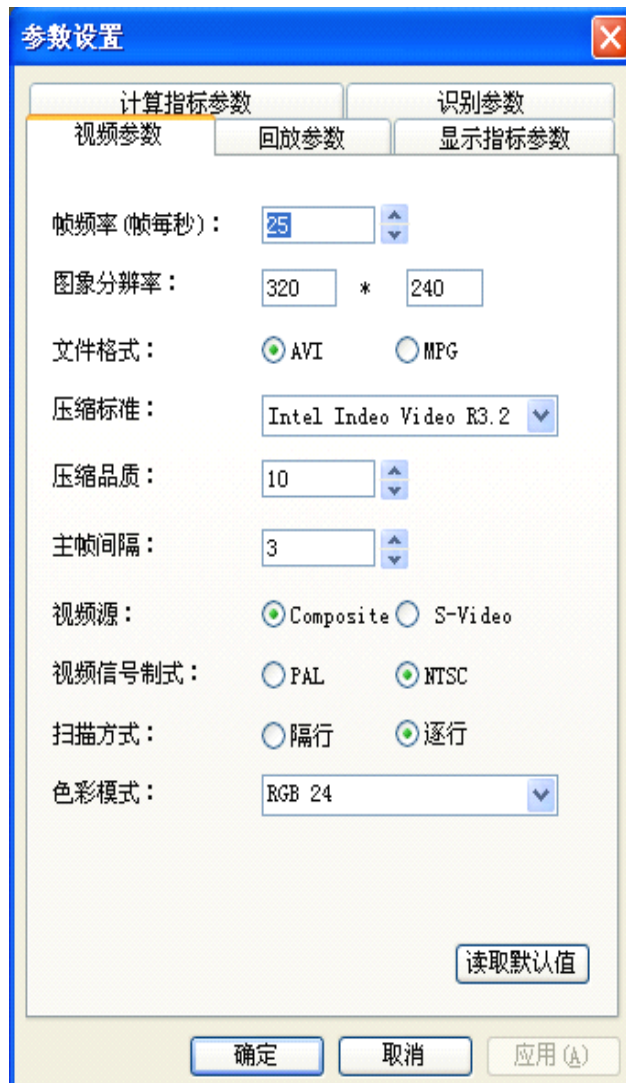 参数设置
计算指标参数 识别参数
视频参数 回放参数 显示指标参数
帧频率(帧每秒): 25
图象分辨率: 320 * 240
文件格式: AVI MPG
压缩标准: Intel Indeo Video R3.2
压缩品质: 10
主帧间隔: 3
视频源: Composite S-Video
视频信号制式: PAL NTSC
扫描方式: 隔行 逐行
色彩模式: RGB 24
读取默认值
确定 取消 应用(A)